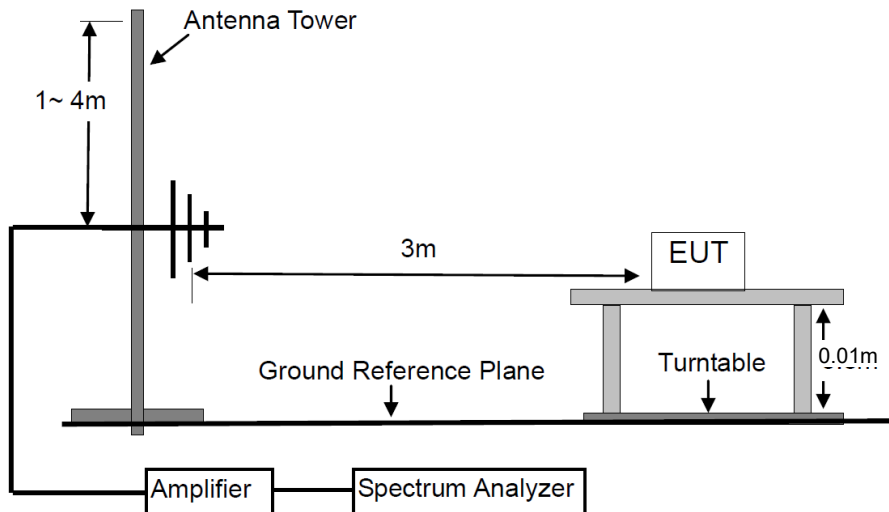 Antenna Tower
1~ 4m
3m
EUT
0.01m
Ground Reference Plane
Turntable
Amplifier
Spectrum Analyzer